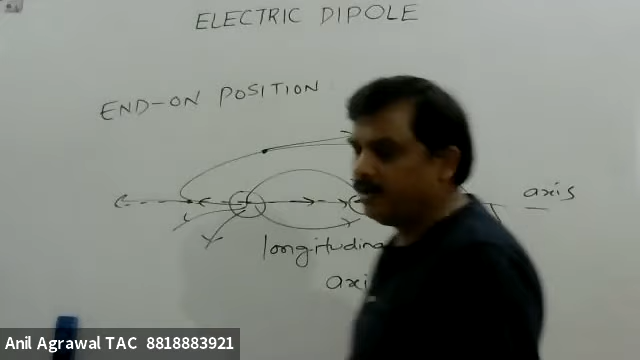 ELECTRIC DIPOLE
END-ON POSITION
axis
longitudina
axi
Anil Agrawal TAC 8818883921